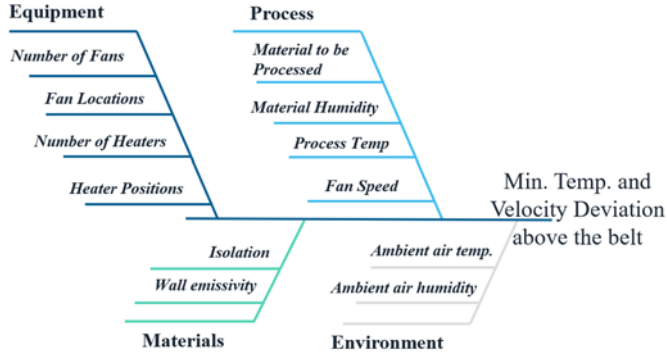 Equipment
Number of Fans
Fan Locations
Number of Heaters
Heater Positions
Process
Material to be
Processed
Material Humidity
Process Temp
Fan Speed
Min. Temp. and
Velocity Deviation
above the belt
Isolation
Wall emissivity
Materials
Ambient air temp.
Ambient air humidity
Environment